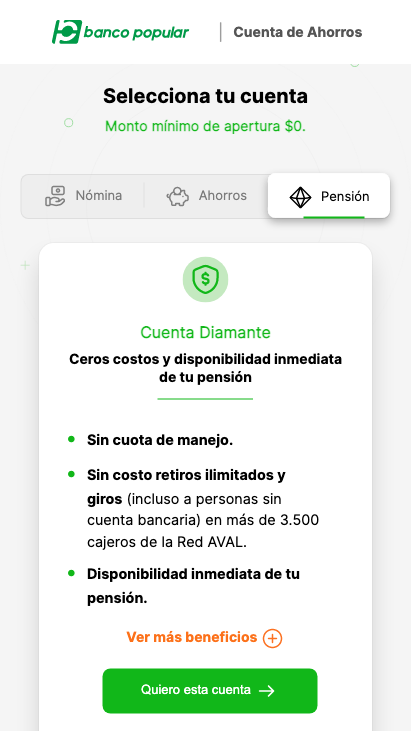 banco popular | Cuenta de Ahorros
Selecciona tu cuenta
Monto mínimo de apertura $0.
Nómina
Ahorros
Pensión
$
Cuenta Diamante
Ceros costos y disponibilidad inmediata
de tu pensión
• Sin cuota de manejo.
• Sin costo retiros ilimitados y
giros (incluso a personas sin
cuenta bancaria) en más de 3.500
cajeros de la Red AVAL.
• Disponibilidad inmediata de tu
pensión.
Ver más beneficios
Quiero esta cuenta →